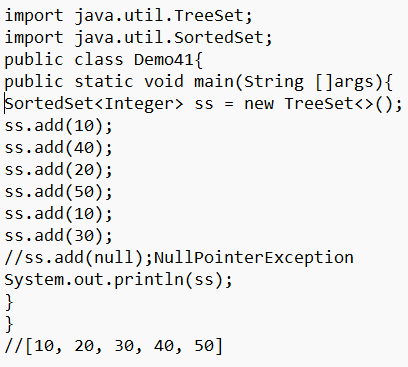 import java.util.TreeSet;
import java.util.SortedSet;
public class Demo41{
public static void main(String []args){
SortedSet<Integer> ss = new TreeSet<>();
ss.add(10);
ss.add(40);
ss.add(20);
ss.add(50);
ss.add(10);
ss.add(30);
//ss.add(null);NullPointerException
System.out.println(ss);
}
}
//[10, 20, 30, 40, 50]